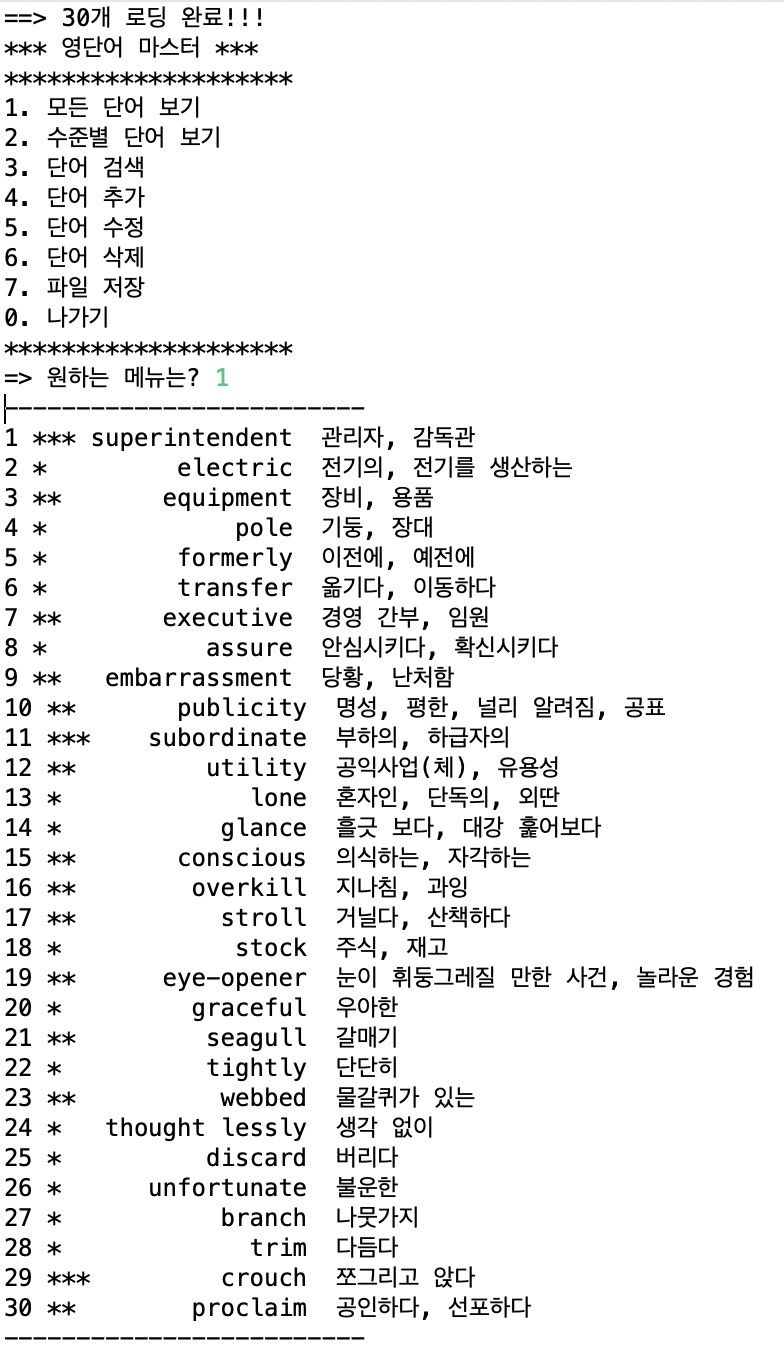 ==> 30개 로딩 완료!!!
*** 영단어 마스터 ***
********************
1. 모든 단어 보기
2. 수준별 단어 보기
3. 단어 검색
4. 단어 추가
5. 단어 수정
6. 단어 삭제
7. 파일 저장
0. 나가기
********************
=> 원하는 메뉴는? 1
-------------------------
1 *** superintendent  관리자, 감독관
2 *         electric  전기의, 전기를 생산하는
3 **       equipment  장비, 용품
4 *             pole  기둥, 장대
5 *         formerly  이전에, 예전에
6 *         transfer  옮기다, 이동하다
7 **       executive  경영 간부, 임원
8 *           assure  안심시키다, 확신시키다
9 **   embarrassment  당황, 난처함
10 **       publicity  명성, 평한, 널리 알려짐, 공표
11 ***    subordinate  부하의, 하급자의
12 **         utility  공익사업(체), 유용성
13 *             lone  혼자인, 단독의, 외딴
14 *           glance  흘긋 보다, 대강 훑어보다
15 **       conscious  의식하는, 자각하는
16 **        overkill  지나침, 과잉
17 **          stroll  거닐다, 산책하다
18 *            stock  주식, 재고
19 **      eye-opener  눈이 휘둥그레질 만한 사건, 놀라운 경험
20 *         graceful  우아한
21 **         seagull  갈매기
22 *          tightly  단단히
23 **          webbed  물갈퀴가 있는
24 *   thought lessly  생각 없이
25 *          discard  버리다
26 *      unfortunate  불운한
27 *           branch  나뭇가지
28 *             trim  다듬다
29 ***         crouch  쪼그리고 앉다
30 **        proclaim  공인하다, 선포하다
-------------------------